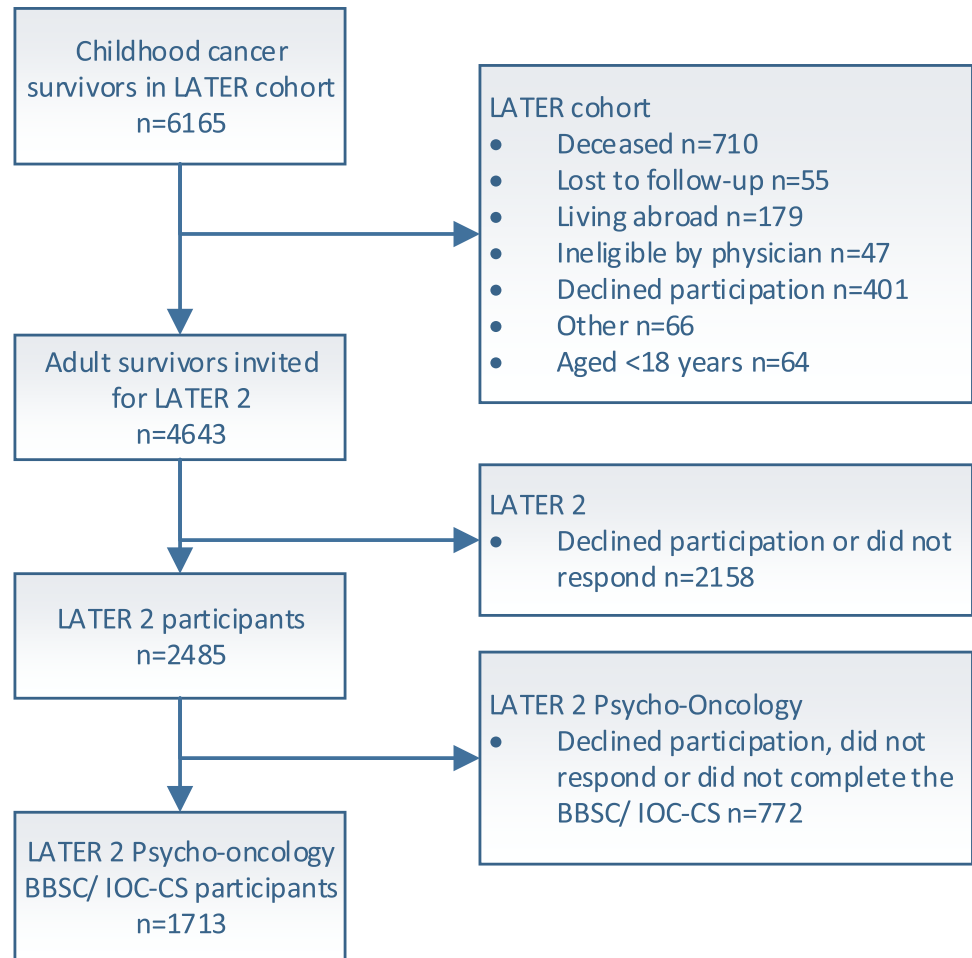 Childhood cancer
survivors in LATER cohort
n=6165
LATER cohort
• Deceased n=710
• Lost to follow-up n=55
• Living abroad n=179
• Ineligible by physician n=47
• Declined participation n=401
• Other n=66
• Aged <18 years n=64
Adult survivors invited
for LATER 2
n=4643
LATER 2
• Declined participation or did not
respond n=2158
LATER 2 participants
n=2485
LATER 2 Psycho-Oncology
• Declined participation, did not
respond or did not complete the
BBSC/ IOC-CS n=772
LATER 2 Psycho-oncology
BBSC/ IOC-CS participants
n=1713